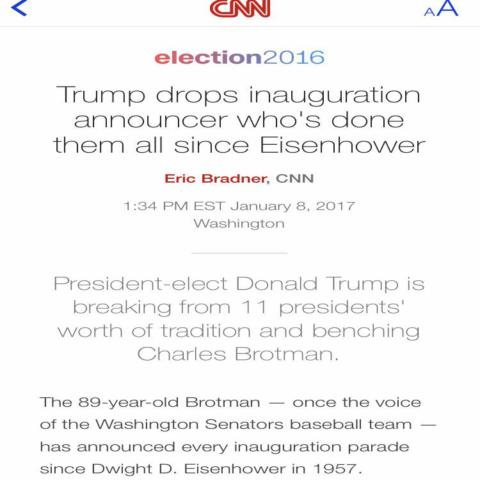 CNN
AA
election2016
Trump drops inauguration
announcer who's done
them all since Eisenhower
Eric Bradner, CNN
1:34 PM EST January 8, 2017
Washington
President-elect Donald Trump is
breaking from 11 presidents'
worth of tradition and benching
Charles Brotman.
The 89-year-old Brotman — once the voice
of the Washington Senators baseball team —
has announced every inauguration parade
since Dwight D. Eisenhower in 1957.